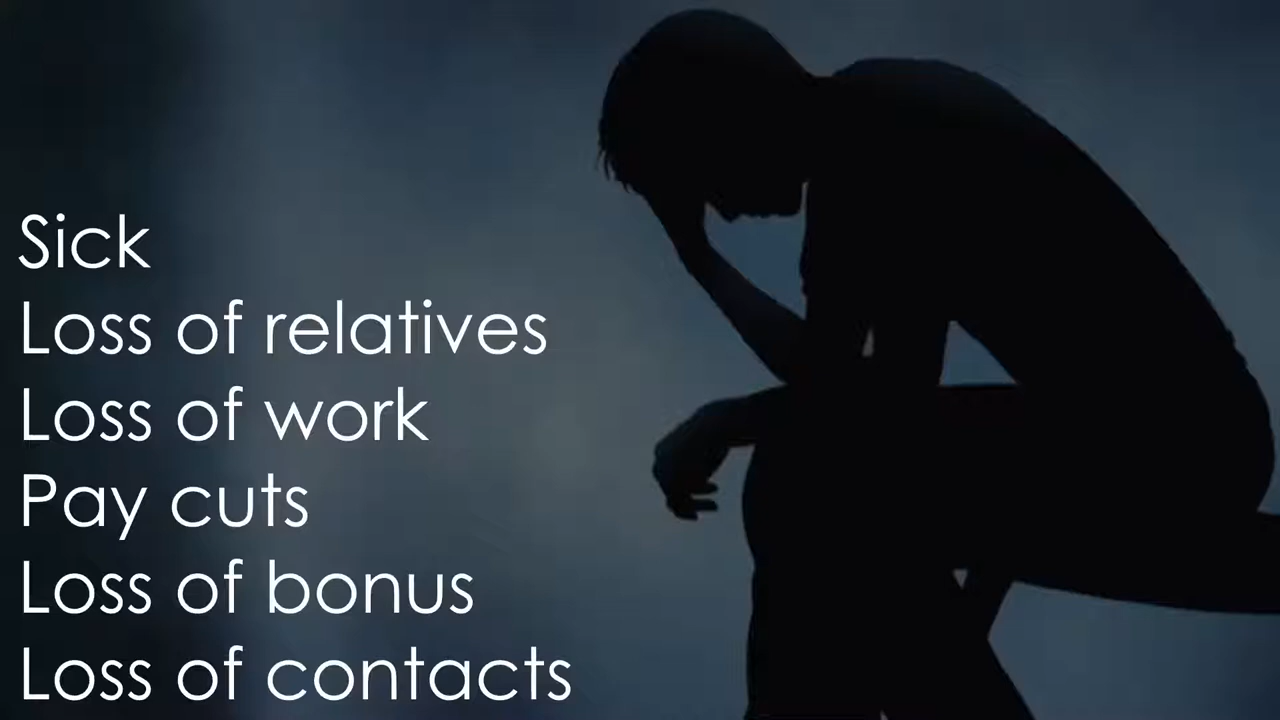 Sick
Loss of relatives
Loss of work
Pay cuts
Loss of bonus
Loss of contacts